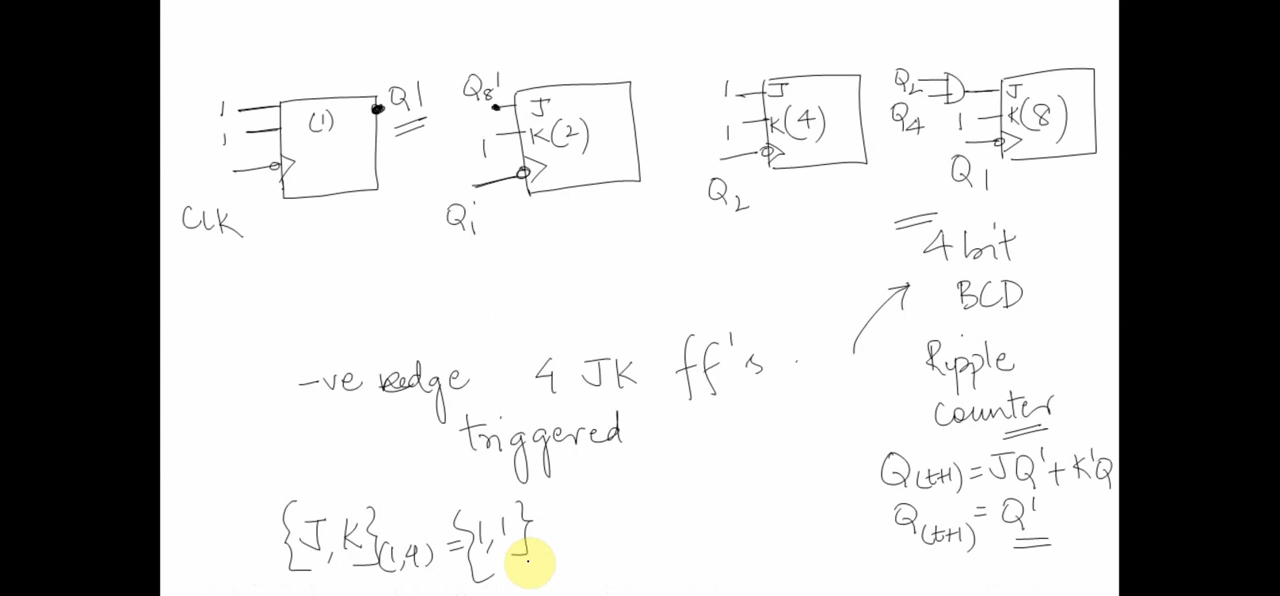 1
1
CLK
(1)
Q1
Q8'
J
1
K(2)
Qi
1
J
1
K(4)
Q2
Q2
Q4
J
1
K(8)
Q1
4 bit
BCD
Ripple
counter
-ve edge 4 JK ff's .
triggered
Q(t+1) = JQ' + K'Q
Q(t+1) = Q'
{J, K}(1,4) = {1, 1}